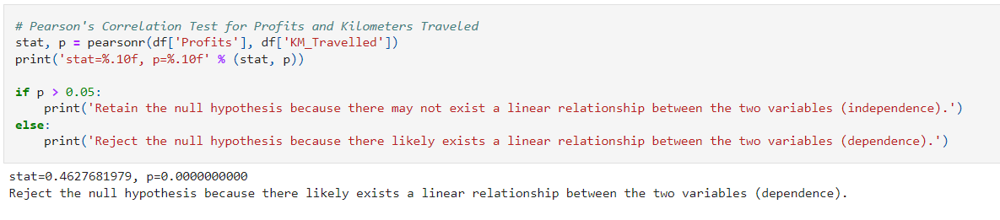 # Pearson's Correlation Test for Profits and Kilometers Traveled
stat, p = pearsonr(df['Profits'], df['KM_Travelled'])
print('stat=%.10f, p=%.10f' % (stat, p))
if p > 0.05:
    print('Retain the null hypothesis because there may not exist a linear relationship between the two variables (independence).')
else:
    print('Reject the null hypothesis because there likely exists a linear relationship between the two variables (dependence).')
stat=0.4627681979, p=0.0000000000
Reject the null hypothesis because there likely exists a linear relationship between the two variables (dependence).